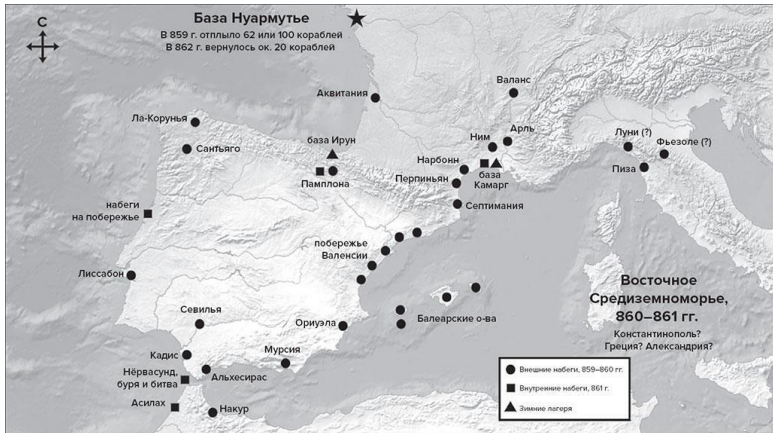 База Нуармутье
В 859 г. отплыло 62 или 100 кораблей
В 862 г. вернулось ок. 20 кораблей
С
Аквитания
Валанс
Ла-Корунья
Сантьяго
база Ирун
Памплона
Ним
Арль
Нарбонн
база
Камарг
Перпиньян
Септимания
Луни (?)
Фьезоле (?)
Пиза
набеги
на побережье
побережье
Валенсии
Лиссабон
Восточное
Средиземноморье,
860–861 гг.
Константинополь?
Греция? Александрия?
Севилья
Ориуэла
Балеарские о-ва
Кадис
Мурсия
Нёрвасунд,
буря и битва
Альхесирас
Асилах
Накур
Внешние набеги, 859–860 гг.
Внутренние набеги, 861 г.
Зимние лагеря